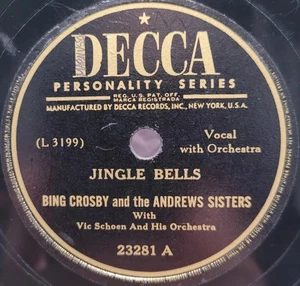 DECCA
PERSONALITY SERIES
REG. U.S. PAT. OFF.
MARCA REGISTRADA
MANUFACTURED BY DECCA RECORDS, INC., NEW YORK, U.S.A.
(L 3199)
Vocal
with Orchestra
JINGLE BELLS
BING CROSBY and the ANDREWS SISTERS
With
Vic Schoen And His Orchestra
23281 A